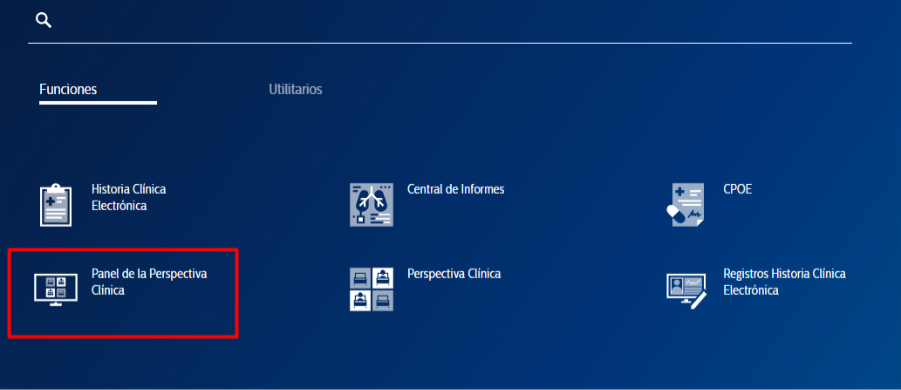 Funciones
Utilitarios
Historia Clínica
Electrónica
Central de Informes
CPOE
Panel de la Perspectiva
Clínica
Perspectiva Clínica
Registros Historia Clínica
Electrónica